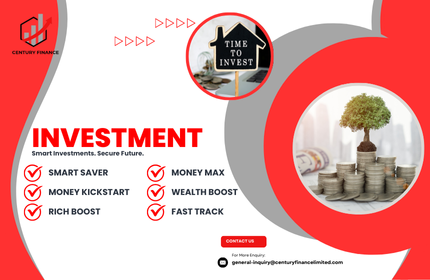 CENTURY FINANCE
TIME
TO
INVEST
INVESTMENT
Smart Investments. Secure Future.
SMART SAVER
MONEY MAX
MONEY KICKSTART
WEALTH BOOST
RICH BOOST
FAST TRACK
CONTACT US
For More Enquiry:
general-inquiry@centuryfinancelimited.com